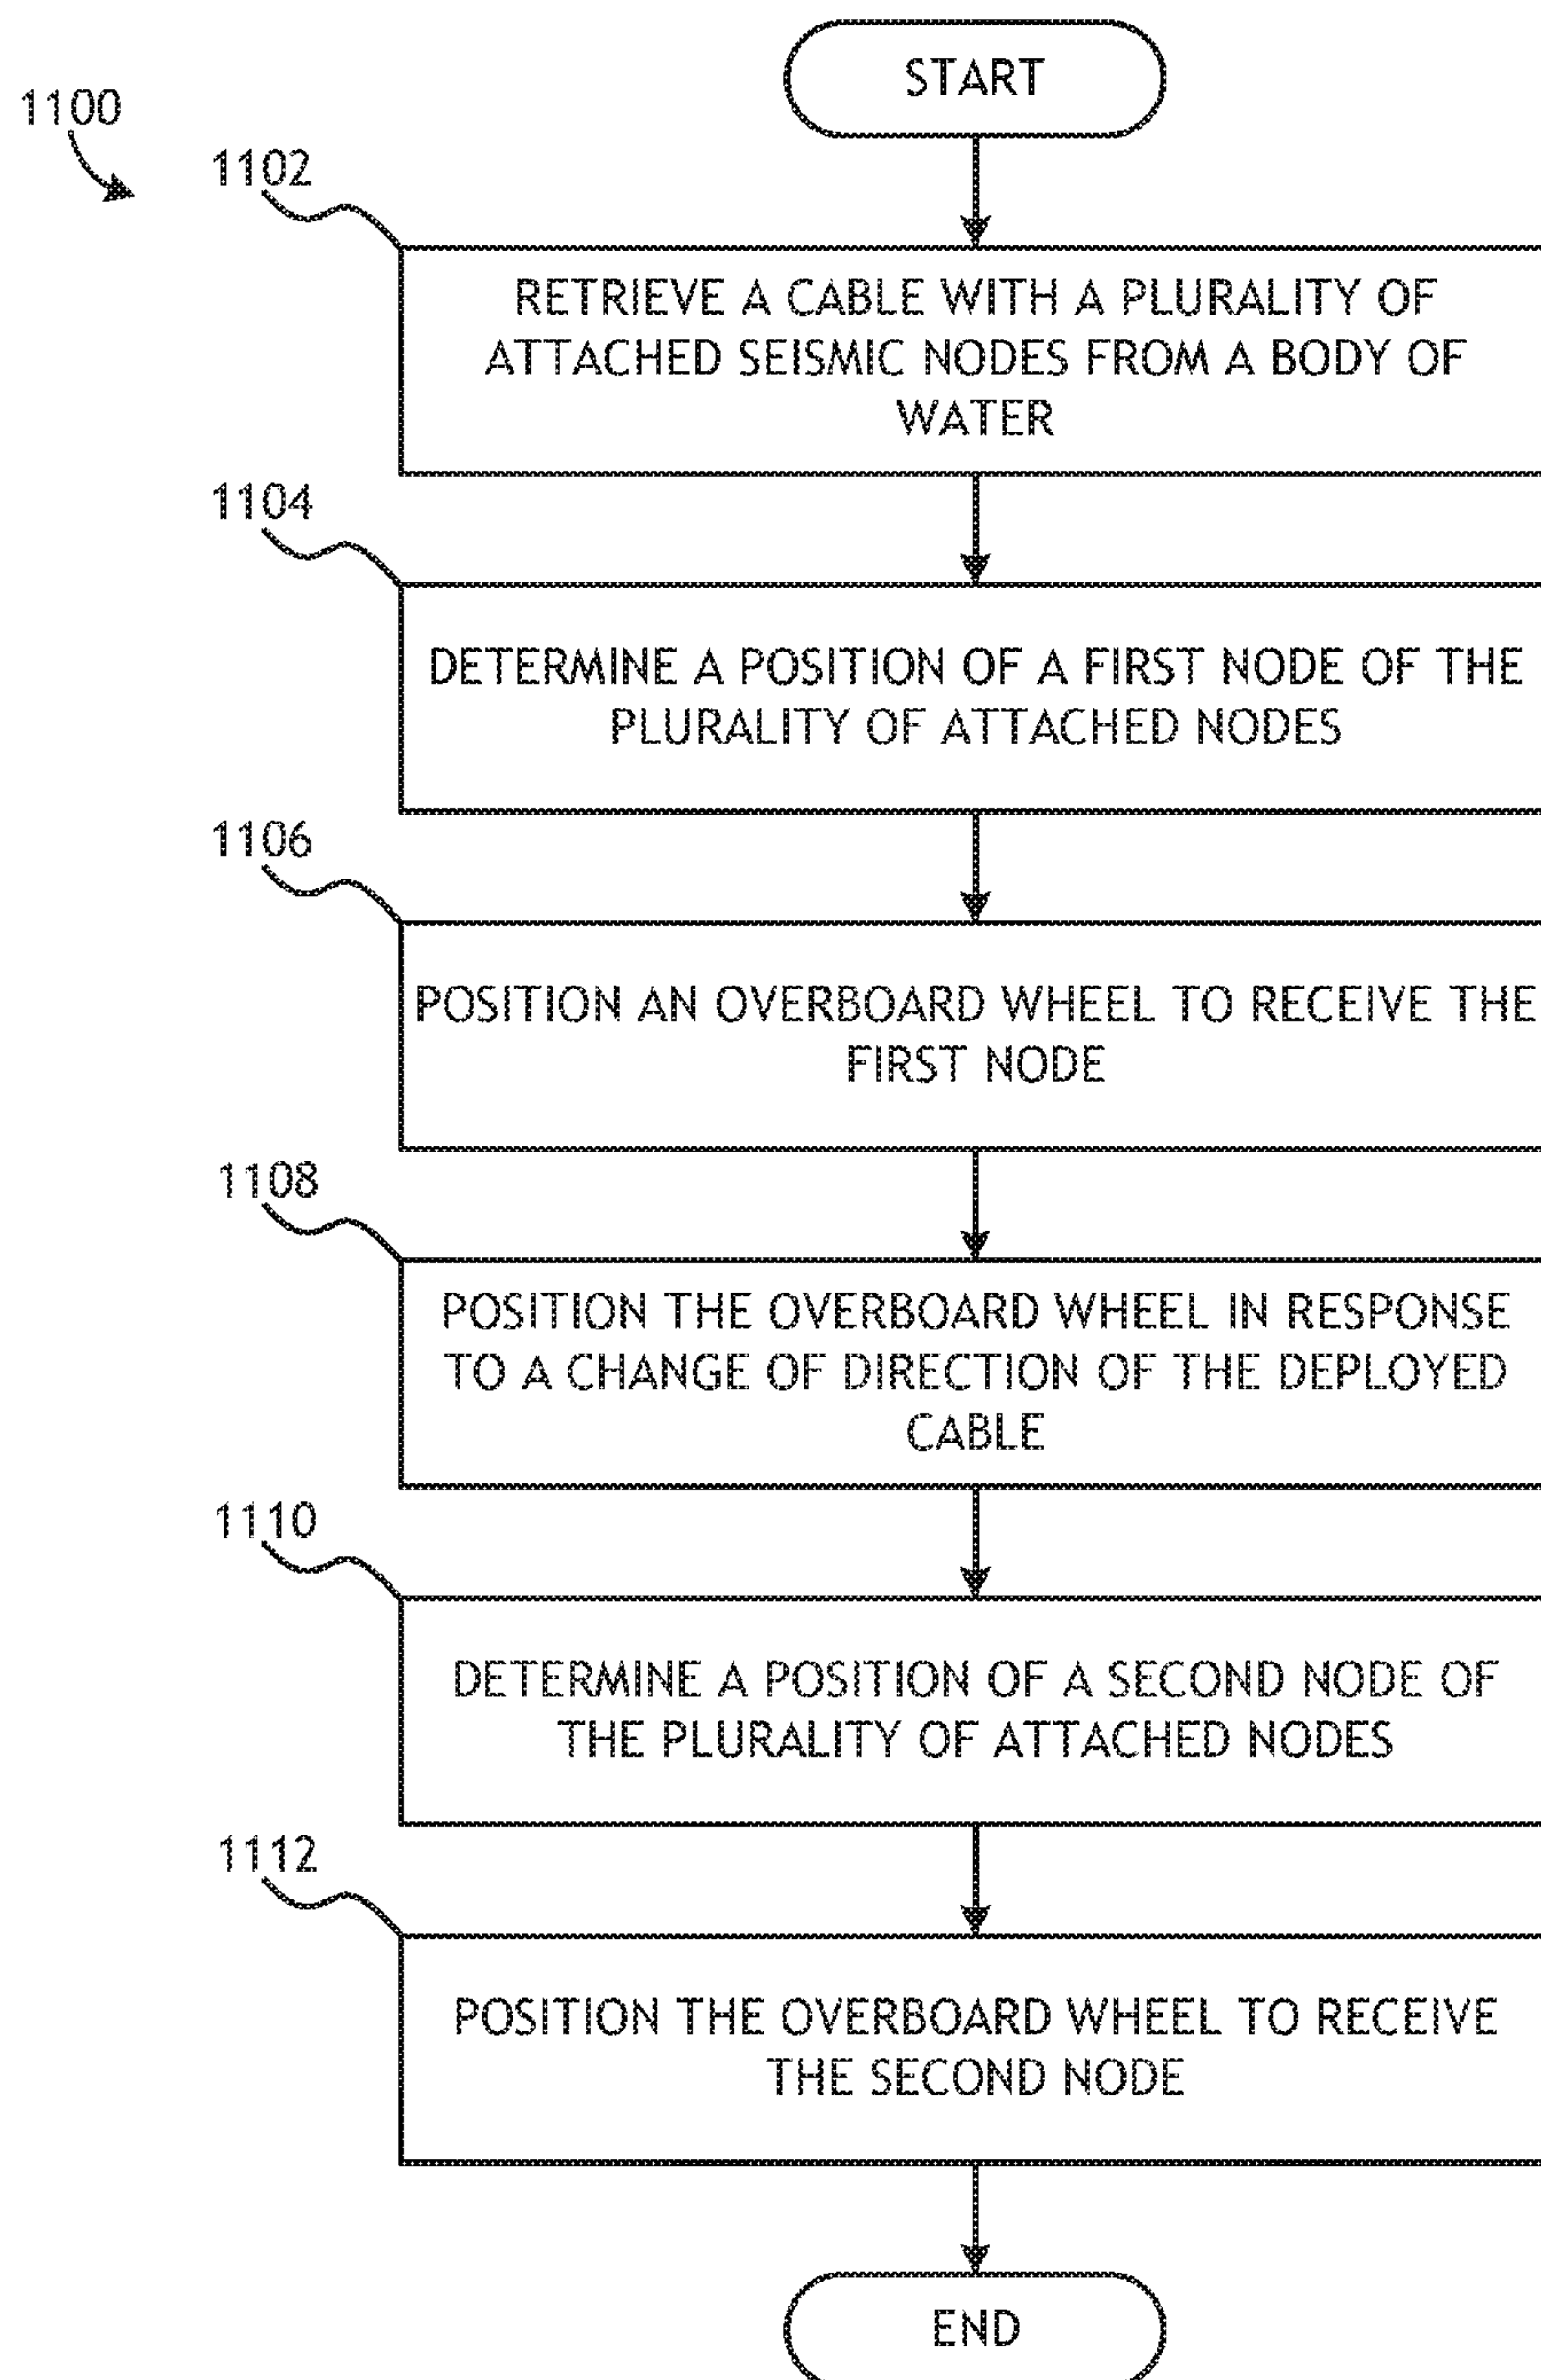 START
1100
1102
RETRIEVE A CABLE WITH A PLURALITY OF
ATTACHED SEISMIC NODES FROM A BODY OF
WATER
1104
DETERMINE A POSITION OF A FIRST NODE OF THE
PLURALITY OF ATTACHED NODES
1106
POSITION AN OVERBOARD WHEEL TO RECEIVE THE
FIRST NODE
1108
POSITION THE OVERBOARD WHEEL IN RESPONSE
TO A CHANGE OF DIRECTION OF THE DEPLOYED
CABLE
1110
DETERMINE A POSITION OF A SECOND NODE OF
THE PLURALITY OF ATTACHED NODES
1112
POSITION THE OVERBOARD WHEEL TO RECEIVE
THE SECOND NODE
END